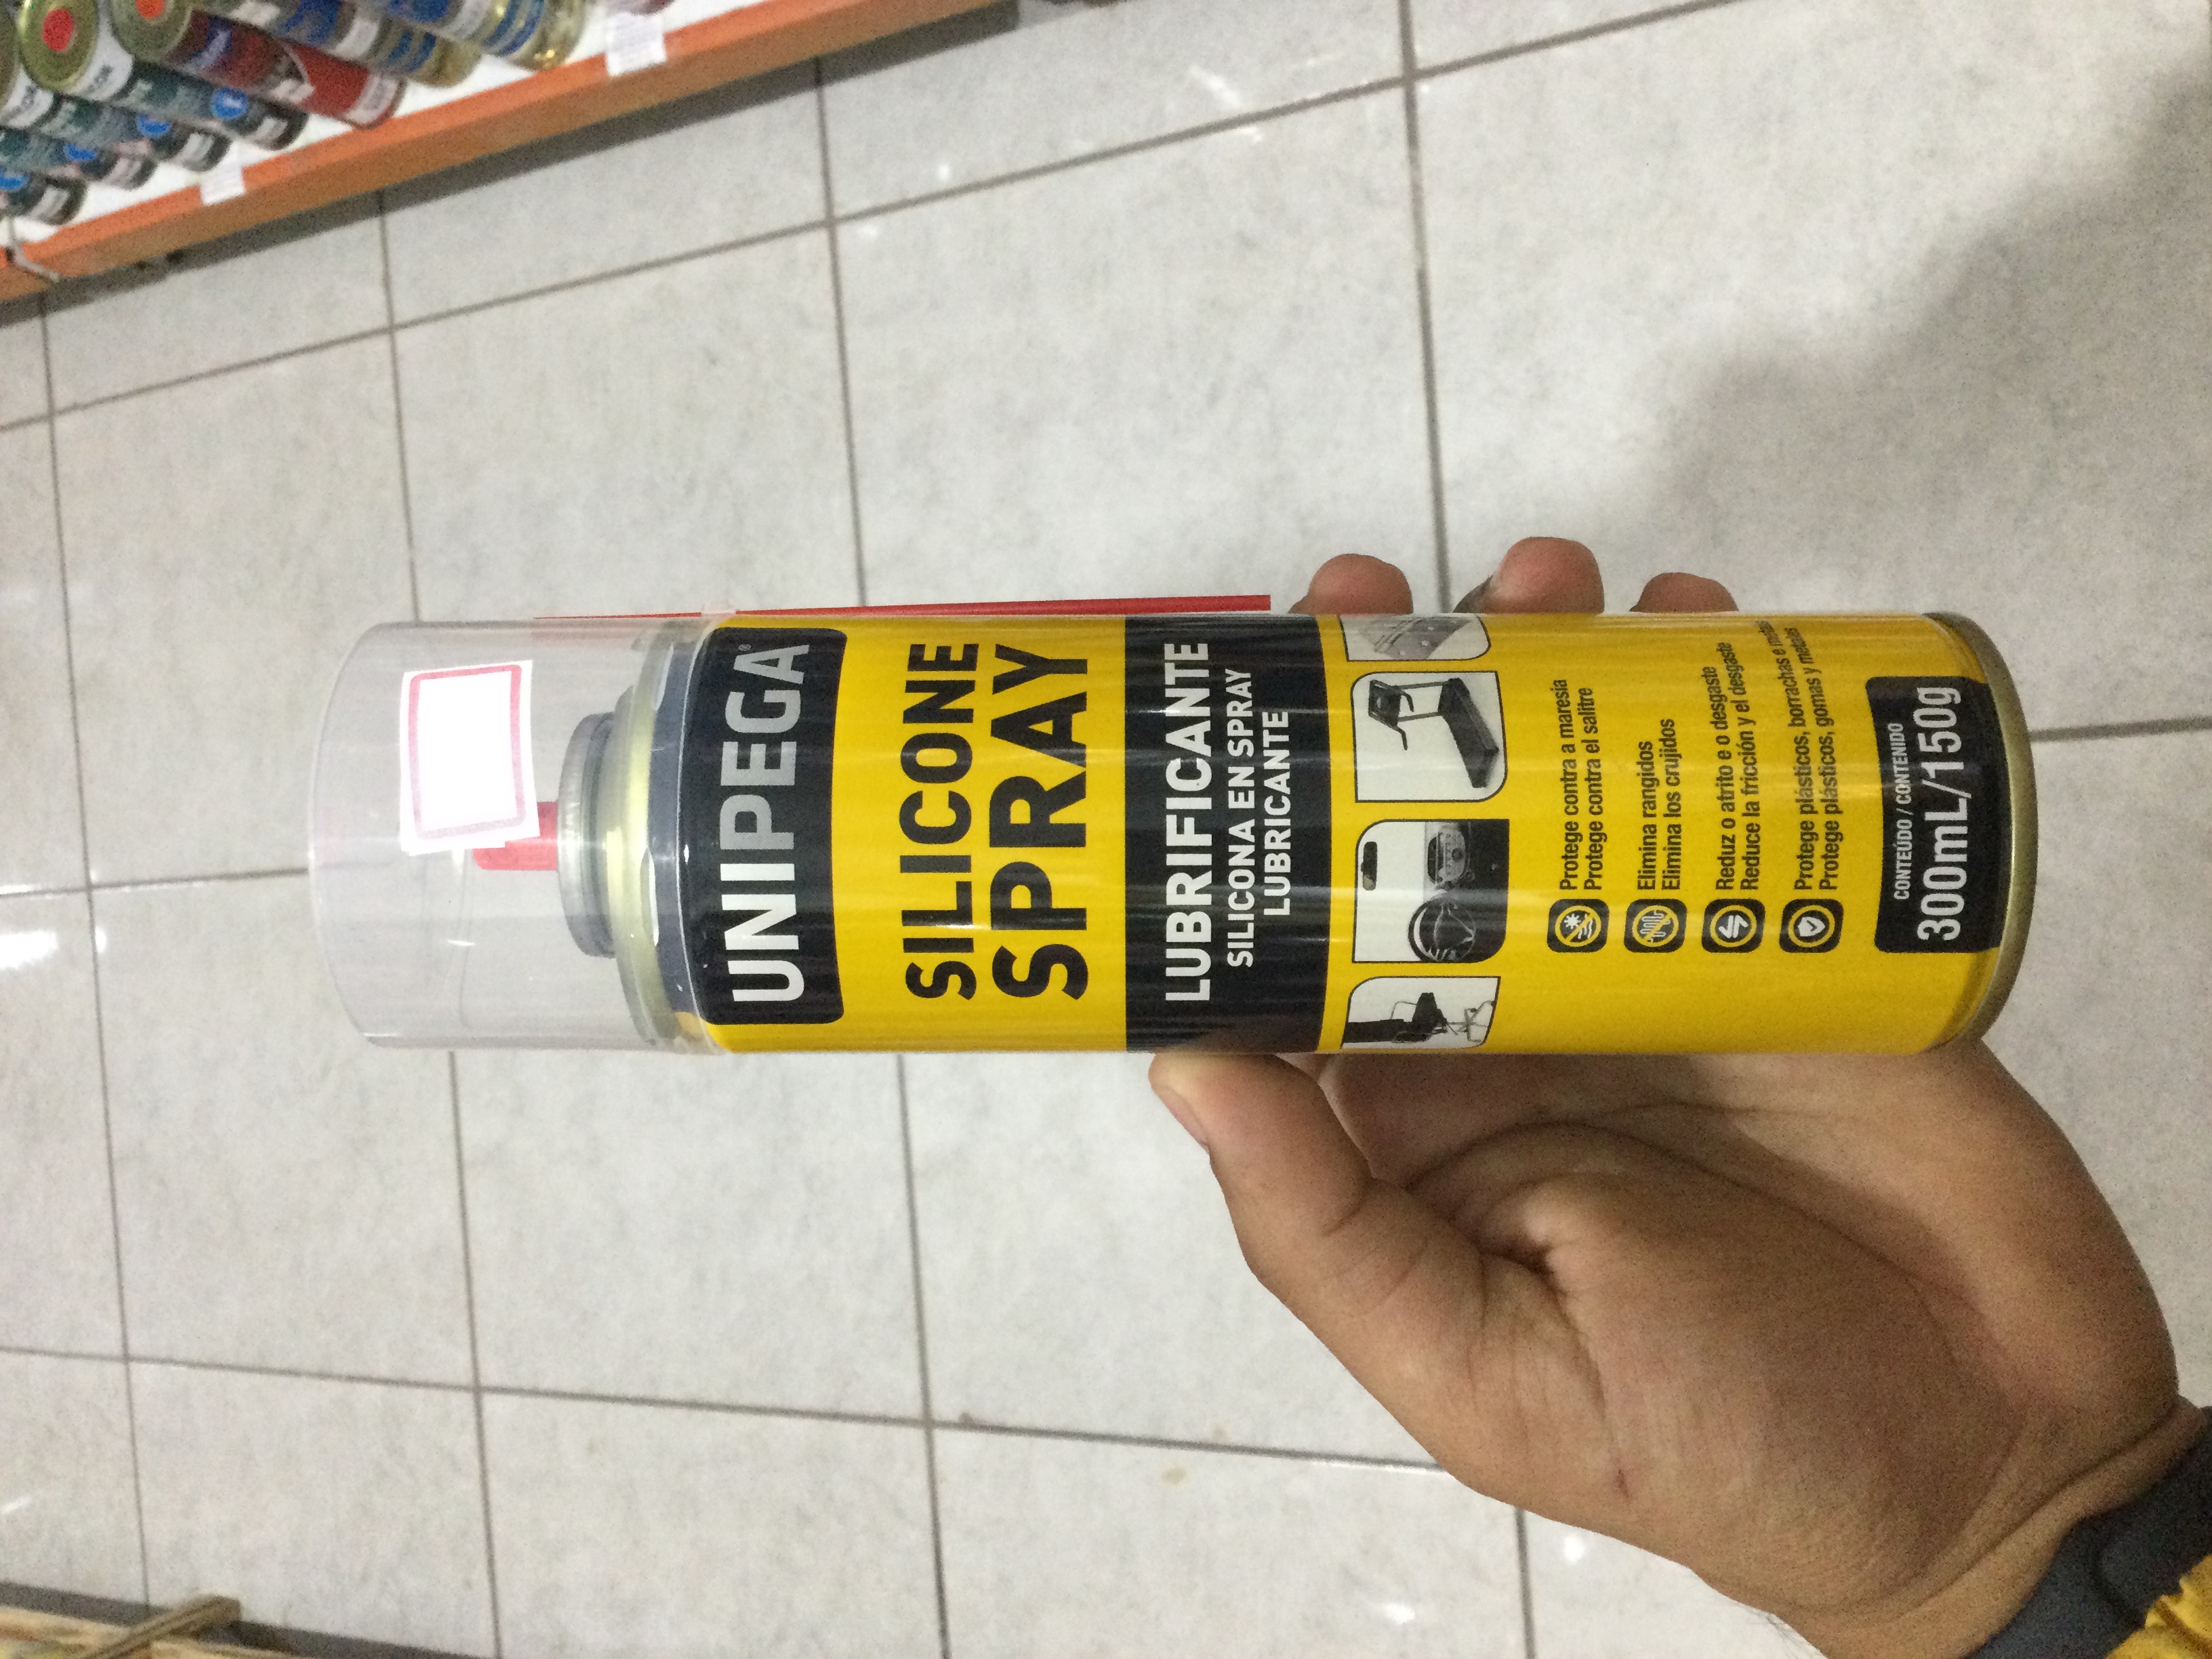 UNIPEGA®
SILICONE
SPRAY
LUBRIFICANTE
SILICONA EN SPRAY
LUBRICANTE
Protege contra a maresia
Protege contra el salitre
Elimina rangidos
Elimina los crujidos
Reduz o atrito e o desgaste
Reduce la fricción y el desgaste
Protege plásticos, borrachas e metais
Protege plásticos, gomas y metales
CONTEÚDO / CONTENIDO
300mL/150g